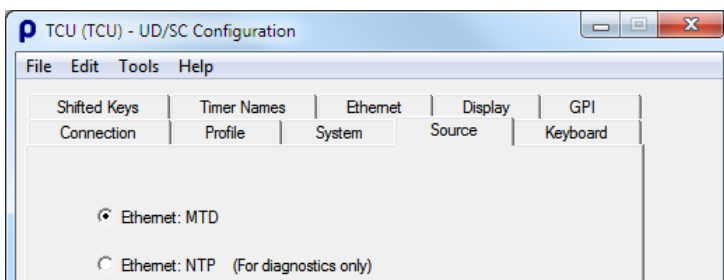 TCU (TCU) - UD/SC Configuration
File Edit Tools Help
Shifted Keys Timer Names Ethernet Display GPI
Connection Profile System Source Keyboard
Ethernet: MTD
Ethernet: NTP (For diagnostics only)